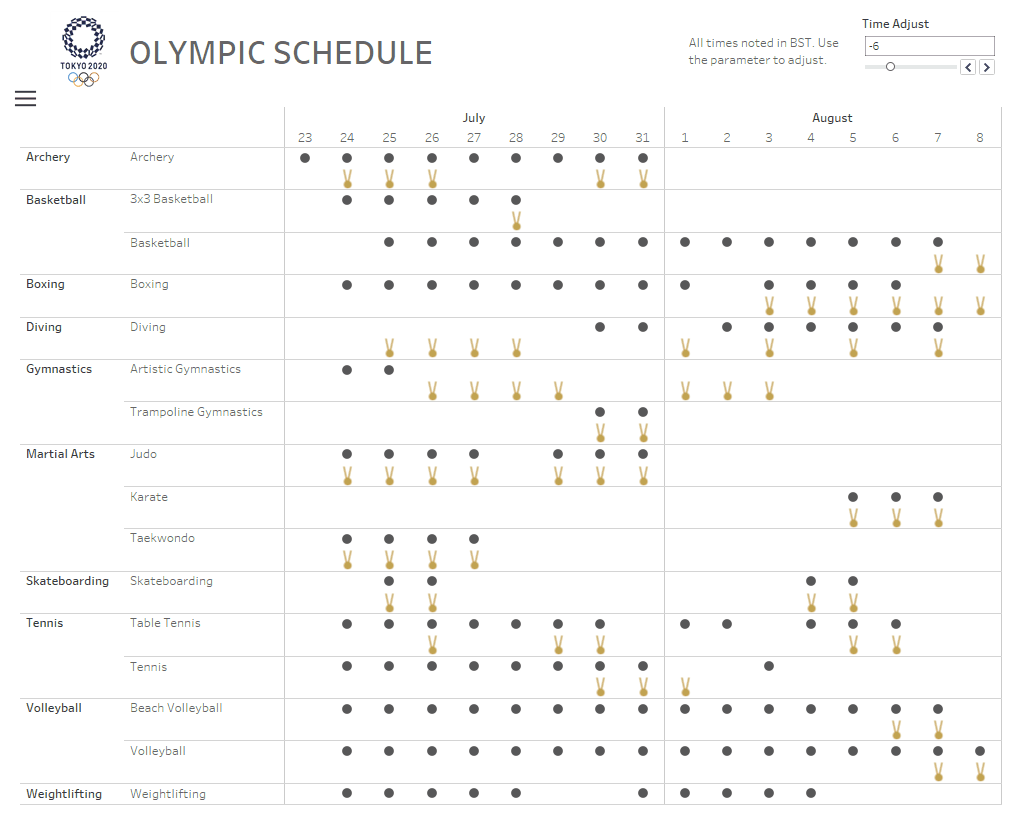 TOKYO 2020
OLYMPIC SCHEDULE
All times noted in BST. Use
the parameter to adjust.
Time Adjust
-6
July
August
23 24 25 26 27 28 29 30 31 1 2 3 4 5 6 7 8
Archery Archery
Basketball 3x3 Basketball
Basketball
Boxing Boxing
Diving Diving
Gymnastics Artistic Gymnastics
Trampoline Gymnastics
Martial Arts Judo
Karate
Taekwondo
Skateboarding Skateboarding
Tennis Table Tennis
Tennis
Volleyball Beach Volleyball
Volleyball
Weightlifting Weightlifting